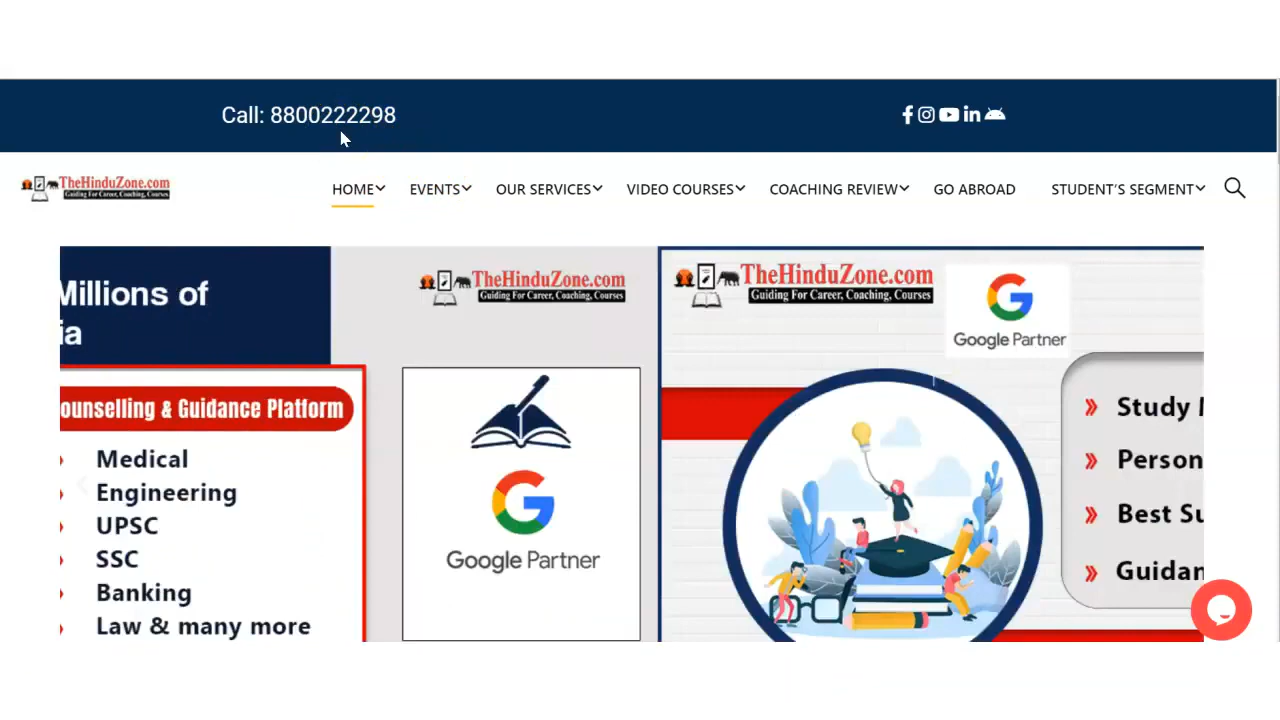 Call: 8800222298
TheHinduZone.com
Guiding For Career, Coaching, Courses
HOME EVENTS OUR SERVICES VIDEO COURSES COACHING REVIEW GO ABROAD STUDENT'S SEGMENT
Millions of
ia
ounselling & Guidance Platform
Medical
Engineering
UPSC
SSC
Banking
Law & many more
TheHinduZone.com
Guiding For Career, Coaching, Courses
Google Partner
TheHinduZone.com
Guiding For Career, Coaching, Courses
Google Partner
Study
Person
Best Su
Guidan